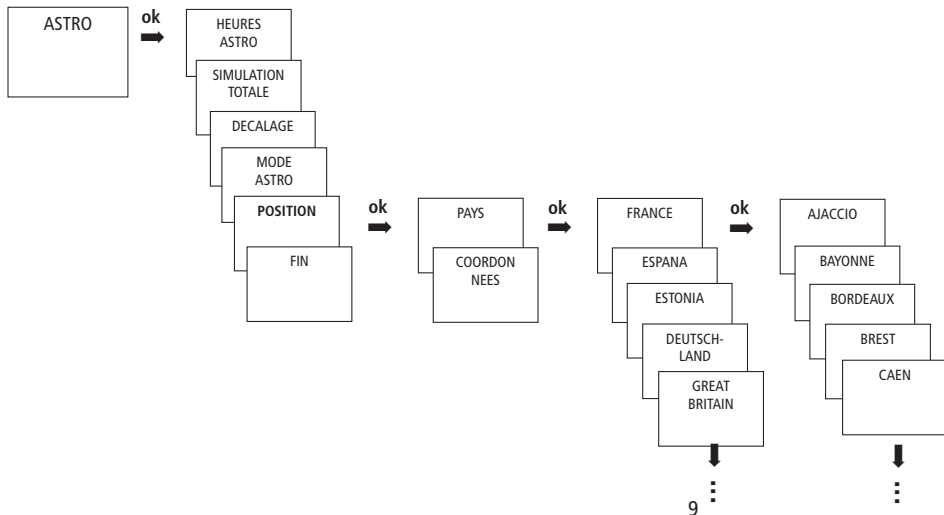 ASTRO
ok
HEURES
ASTRO
SIMULATION
TOTALE
DECALAGE
MODE
ASTRO
POSITION
FIN
ok
PAYS
COORDON
NEES
ok
FRANCE
ESPANA
ESTONIA
DEUTSCH-
LAND
GREAT
BRITAIN
ok
AJACCIO
BAYONNE
BORDEAUX
BREST
CAEN
9